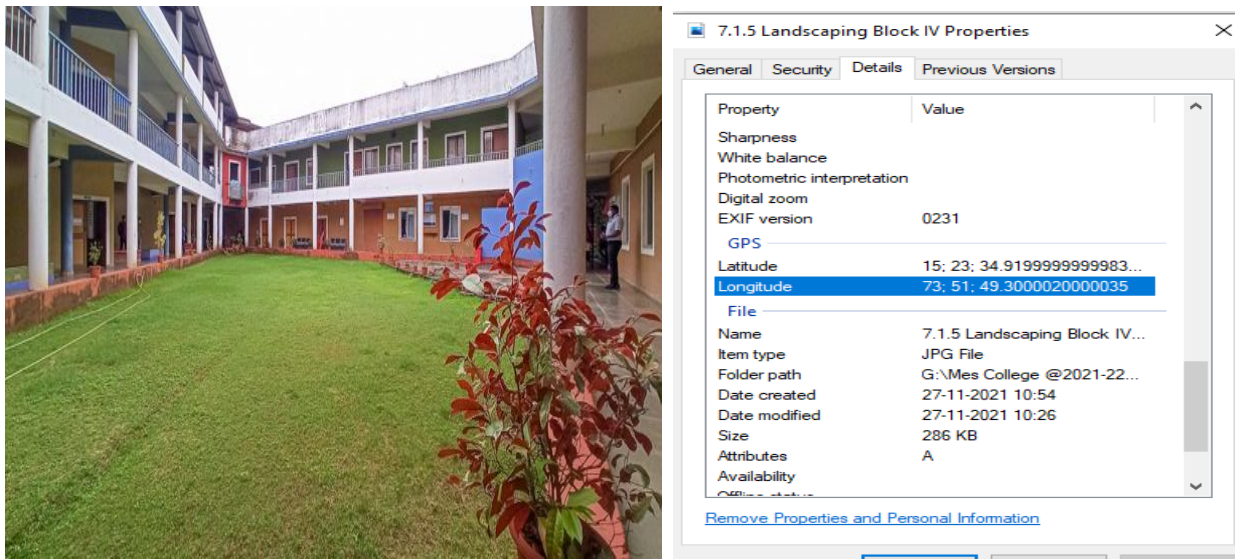 7.1.5 Landscaping Block IV Properties
General Security Details Previous Versions
Property Value
Sharpness
White balance
Photometric interpretation
Digital zoom
EXIF version 0231
GPS
Latitude 15; 23; 34.9199999999983...
Longitude 73; 51; 49.3000020000035
File
Name 7.1.5 Landscaping Block IV...
Item type JPG File
Folder path G:\Mes College @2021-22...
Date created 27-11-2021 10:54
Date modified 27-11-2021 10:26
Size 286 KB
Attributes A
Availability
Remove Properties and Personal Information